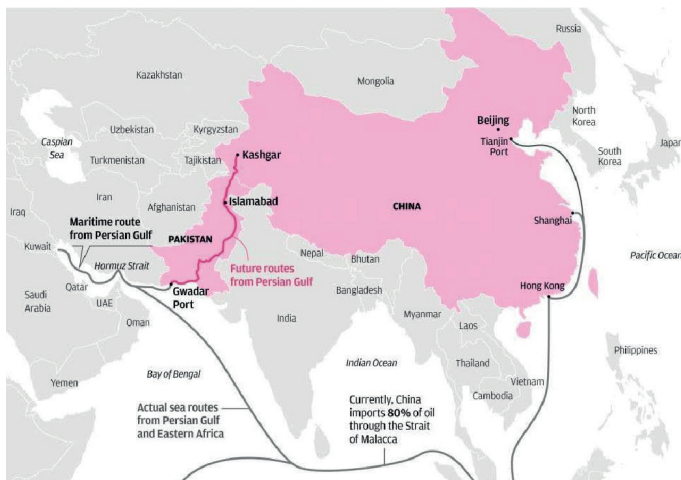 Russia
Kazakhstan
Mongolia
Beijing
North
Korea
Tianjin
Port
Caspian
Sea
Uzbekistan
Kyrgyzstan
Turkmenistan
Tajikistan
Kashgar
South
Korea
Japan
Iran
Afghanistan
Islamabad
Iraq
CHINA
Shanghai
Maritime route
from Persian Gulf
PAKISTAN
Kuwait
Hormuz Strait
Future routes
from Persian Gulf
Nepal
Bhutan
Pacific Ocean
Qatar
Gwadar
Port
Saudi
Arabia
UAE
Bangladesh
Hong Kong
Oman
India
Myanmar
Laos
Philippines
Yemen
Bay of Bengal
Indian Ocean
Thailand
Vietnam
Cambodia
Actual sea routes
from Persian Gulf
and Eastern Africa
Currently, China
imports 80% of oil
through the Strait
of Malacca